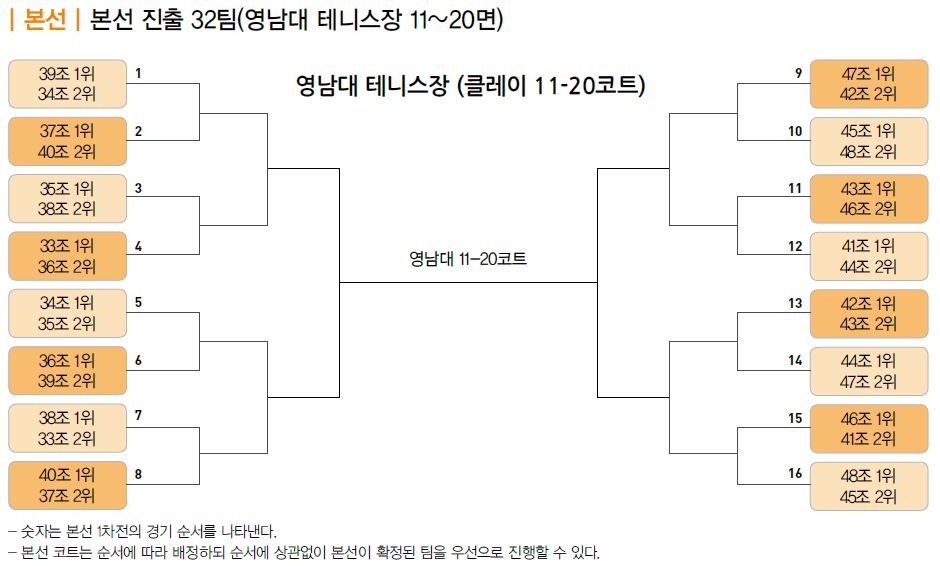 | 본선 | 본선 진출 32팀(영남대 테니스장 11~20면)
영남대 테니스장 (클레이 11-20코트)
39조 1위
34조 2위
1
37조 1위
40조 2위
2
35조 1위
38조 2위
3
33조 1위
36조 2위
4
34조 1위
35조 2위
5
36조 1위
39조 2위
6
38조 1위
33조 2위
7
40조 1위
37조 2위
8
영남대 11-20코트
9
47조 1위
42조 2위
10
45조 1위
48조 2위
11
43조 1위
46조 2위
12
41조 1위
44조 2위
13
42조 1위
43조 2위
14
44조 1위
47조 2위
15
46조 1위
41조 2위
16
48조 1위
45조 2위
- 숫자는 본선 1차전의 경기 순서를 나타낸다.
- 본선 코트는 순서에 따라 배정하되 순서에 상관없이 본선이 확정된 팀을 우선으로 진행할 수 있다.